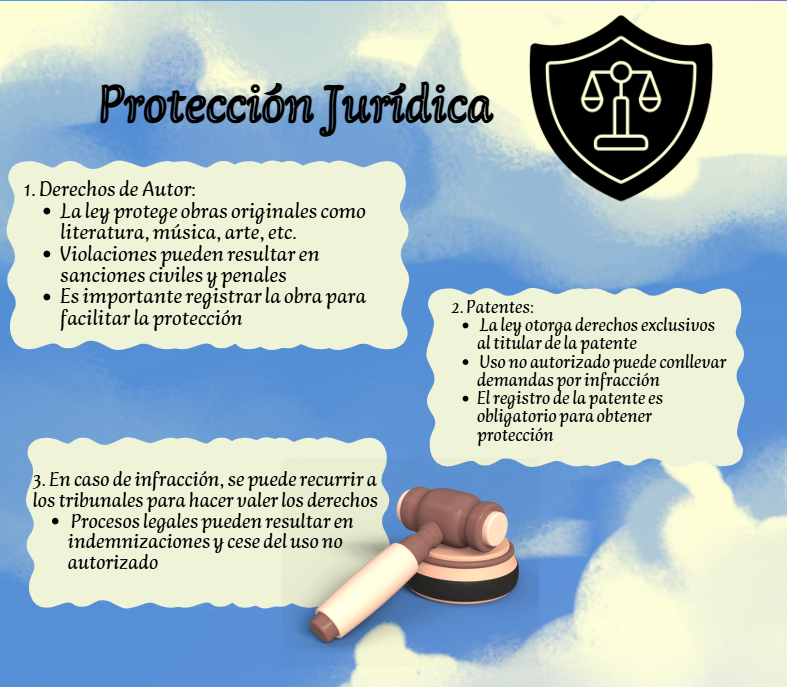 Protección Jurídica
1. Derechos de Autor:
• La ley protege obras originales como
literatura, música, arte, etc.
• Violaciones pueden resultar en
sanciones civiles y penales
• Es importante registrar la obra para
facilitar la protección
2. Patentes:
• La ley otorga derechos exclusivos
al titular de la patente
• Uso no autorizado puede conllevar
demandas por infracción
• El registro de la patente es
obligatorio para obtener
protección
3. En caso de infracción, se puede recurrir a
los tribunales para hacer valer los derechos
• Procesos legales pueden resultar en
indemnizaciones y cese del uso no
autorizado